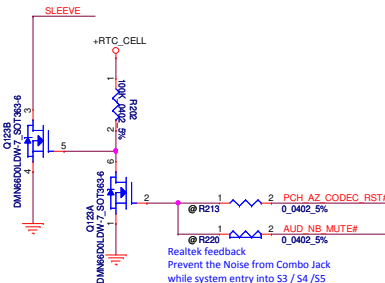 SLEEVE
+RTC_CELL
1
100K_0402_5%
R202
2
3
Q123B
DMN66D0LDW-7_SOT363-6
5
4
6
Q123A
DMN66D0LDW-7_SOT363-6
2
1
1
2
PCH_AZ_CODEC_RST#
@ R213
0_0402_5%
1
2
AUD_NB_MUTE#
@ R220
0_0402_5%
Realtek feedback
Prevent the Noise from Combo Jack
while system entry into S3 / S4 /S5